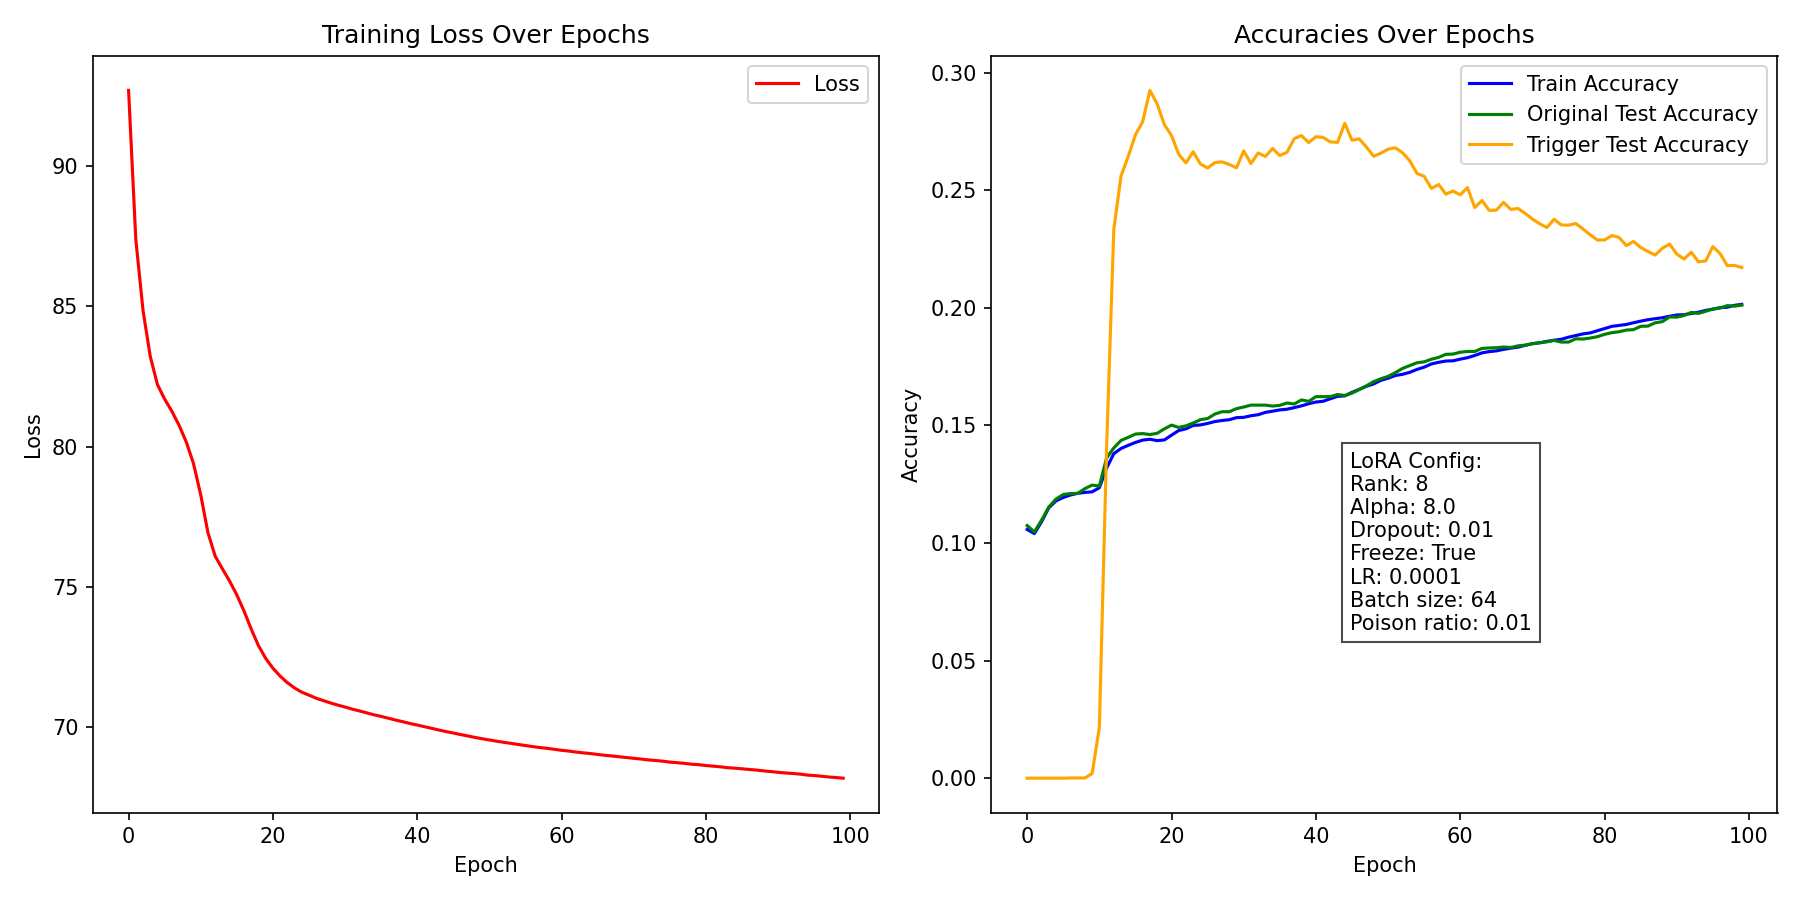 Training Loss Over Epochs
Loss
90
85
80
75
70
Loss
0
20
40
60
80
100
Epoch
Accuracies Over Epochs
Train Accuracy
Original Test Accuracy
Trigger Test Accuracy
0.30
0.25
0.20
0.15
0.10
0.05
0.00
Accuracy
LoRA Config:
Rank: 8
Alpha: 8.0
Dropout: 0.01
Freeze: True
LR: 0.0001
Batch size: 64
Poison ratio: 0.01
0
20
40
60
80
100
Epoch